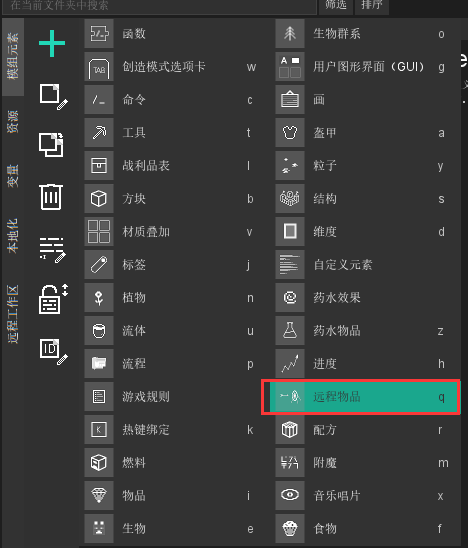 在当前文件夹中搜索
筛选
排序
模组元素
资源
变量
本地化
远程工作区
ID
函数
TAB 创造模式选项卡 w
命令 c
工具 t
战利品表 l
方块 b
材质叠加 v
标签 j
植物 n
流体 u
流程 p
游戏规则
K 热键绑定 k
燃料
物品 i
生物 e
生物群系 o
A 用户图形界面（GUI） g
画
盔甲 a
粒子 y
结构 s
维度 d
自定义元素
药水效果
药水物品 z
进度 h
远程物品 q
配方 r
附魔 m
音乐唱片 x
食物 f